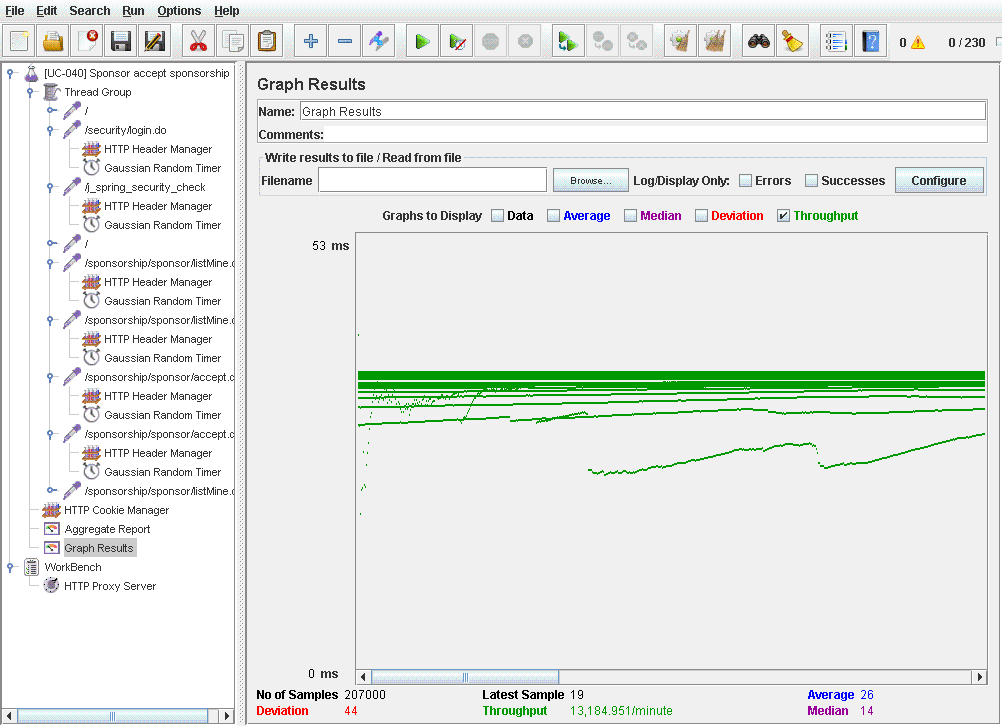 File Edit Search Run Options Help
0 0 / 230
[UC-040] Sponsor accept sponsorship
Thread Group
/
/security/login.do
HTTP Header Manager
Gaussian Random Timer
/j_spring_security_check
HTTP Header Manager
Gaussian Random Timer
/
/sponsorship/sponsor/listMine.d
HTTP Header Manager
Gaussian Random Timer
/sponsorship/sponsor/listMine.d
HTTP Header Manager
Gaussian Random Timer
/sponsorship/sponsor/accept.d
HTTP Header Manager
Gaussian Random Timer
/sponsorship/sponsor/accept.d
HTTP Header Manager
Gaussian Random Timer
/sponsorship/sponsor/listMine.d
HTTP Cookie Manager
Aggregate Report
Graph Results
WorkBench
HTTP Proxy Server
Graph Results
Name: Graph Results
Comments:
Write results to file / Read from file
Filename Browse... Log/Display Only: Errors Successes Configure
Graphs to Display Data Average Median Deviation Throughput
53 ms
0 ms
No of Samples 207000 Latest Sample 19 Average 26
Deviation 44 Throughput 13,184.951/minute Median 14